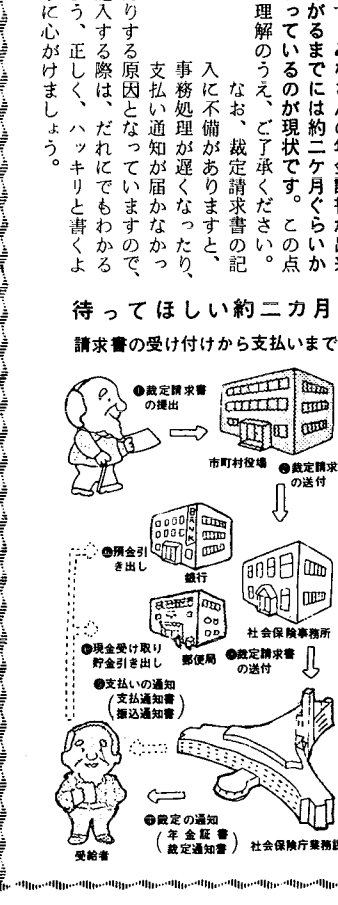 がるまでには約二ケ月ぐらいか
っているのが現状です。この点
理解のうえ、ご了承ください。
なお、裁定請求書の記
入に不備がありますと、
事務処理が遅くなったり、
支払い通知が届かなかっ
りする原因となっていますので、
入する際は、だれにでもわかる
う、正しく、ハッキリと書くよ
に心がけましょう。
待ってほしい約二カ月
請求書の受け付けから支払いまで
裁定請求書
の提出
市町村役場
裁定請求
の送付
預金引
き出し
BANK
銀行
社会保険事務所
現金受け取り
貯金引き出し
郵便局
裁定請求書
の送付
支払いの通知
(支払通知書
振込通知書)
裁定の通知
(年金証書
裁定通知書)
社会保険庁業務課
受給者